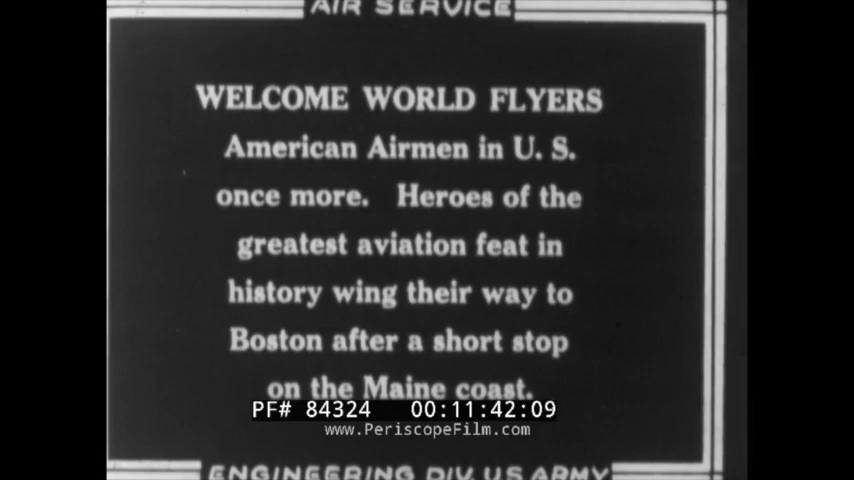 AIR SERVICE
WELCOME WORLD FLYERS
American Airmen in U. S.
once more. Heroes of the
greatest aviation feat in
history wing their way to
Boston after a short stop
on the Maine coast.
PF# 84324 00:11:42:09
www.PeriscopeFilm.com
ENGINEERING DIV. US ARMY